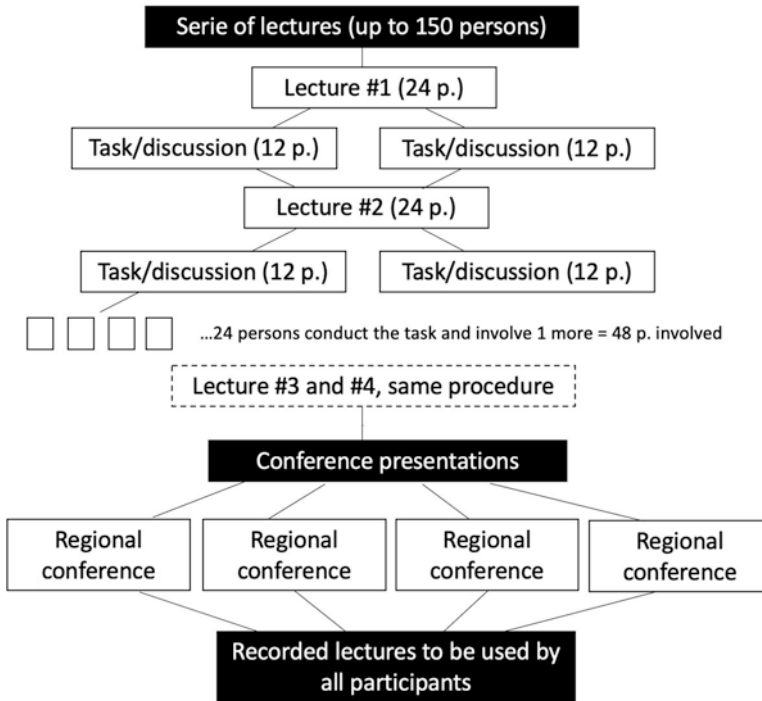 Serie of lectures (up to 150 persons)
Lecture #1 (24 p.)
Task/discussion (12 p.)
Task/discussion (12 p.)
Lecture #2 (24 p.)
Task/discussion (12 p.)
Task/discussion (12 p.)
...24 persons conduct the task and involve 1 more = 48 p. involved
Lecture #3 and #4, same procedure
Conference presentations
Regional
conference
Regional
conference
Regional
conference
Regional
conference
Recorded lectures to be used by
all participants